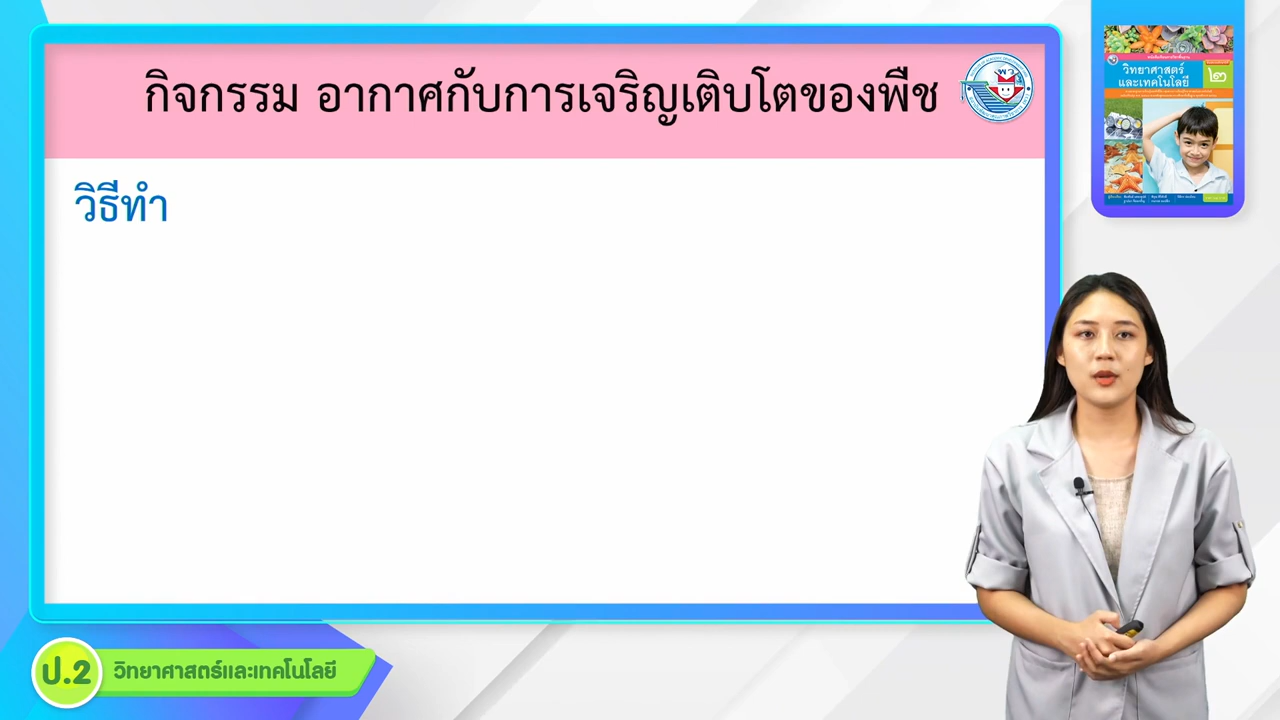 กิจกรรม อากาศกับการเจริญเติบโตของพืช
พว
วิทยาศาสตร์
และเทคโนโลยี
๒
วิธีทำ
ป.2
วิทยาศาสตร์และเทคโนโลยี